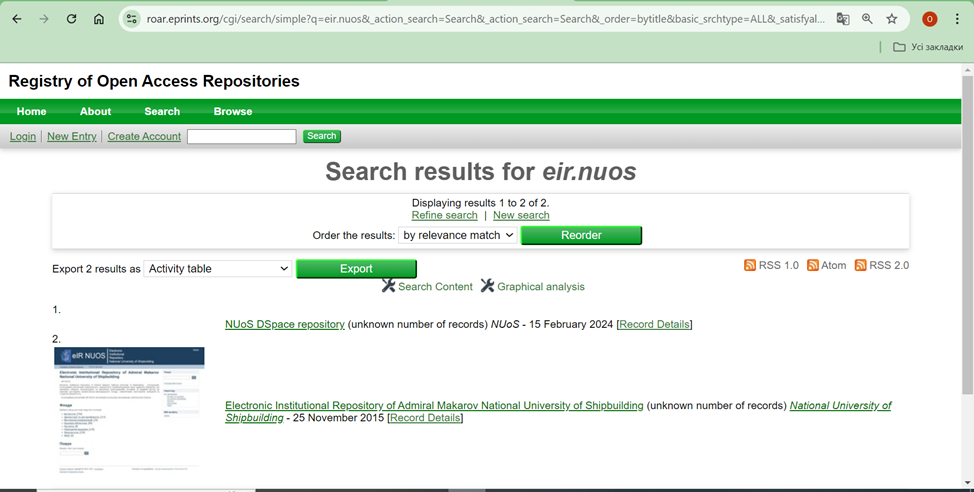 roar.eprints.org/cgi/search/simple?q=eir.nuos&_action_search=Search&_action_search=Search&_order=bytitle&basic_srchtype=ALL&_satisfyal...
O
Усі закладки
Registry of Open Access Repositories
Home About Search Browse
Login New Entry Create Account Search
Search results for eir.nuos
Displaying results 1 to 2 of 2.
Refine search | New search
Order the results: by relevance match Reorder
Export 2 results as Activity table Export RSS 1.0 Atom RSS 2.0
Search Content Graphical analysis
1.
NUoS DSpace repository (unknown number of records) NUoS - 15 February 2024 [Record Details]
2.
eIR NUOS
Electronic Institutional Repository of Admiral Makarov National University of Shipbuilding
Electronic Institutional Repository of Admiral Makarov National University of Shipbuilding (unknown number of records) National University of
Shipbuilding - 25 November 2015 [Record Details]